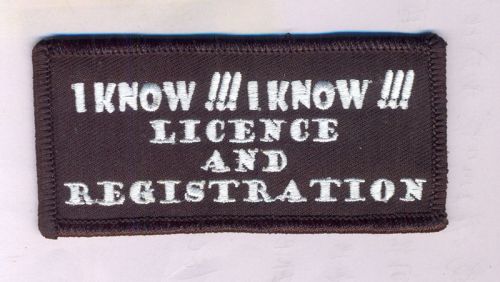 I KNOW !!! I KNOW !!!
LICENCE
AND
REGISTRATION